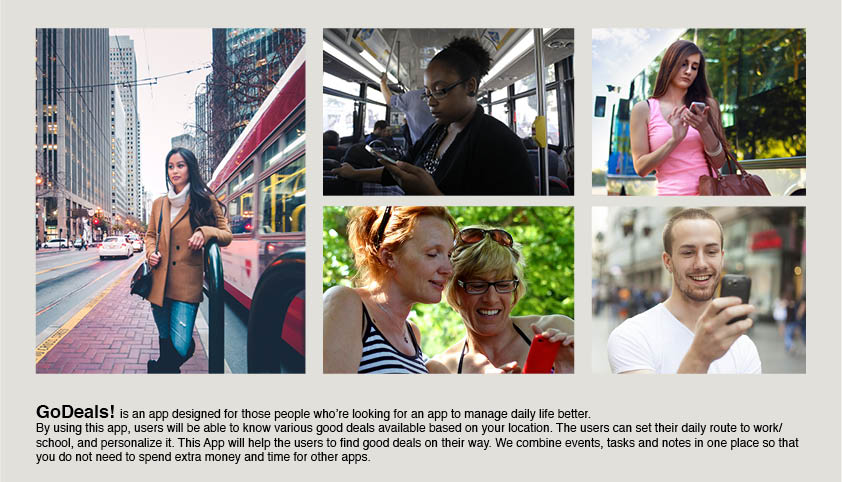 GoDeals! is an app designed for those people who're looking for an app to manage daily life better.
By using this app, users will be able to know various good deals available based on your location. The users can set their daily route to work/
school, and personalize it. This App will help the users to find good deals on their way. We combine events, tasks and notes in one place so that
you do not need to spend extra money and time for other apps.